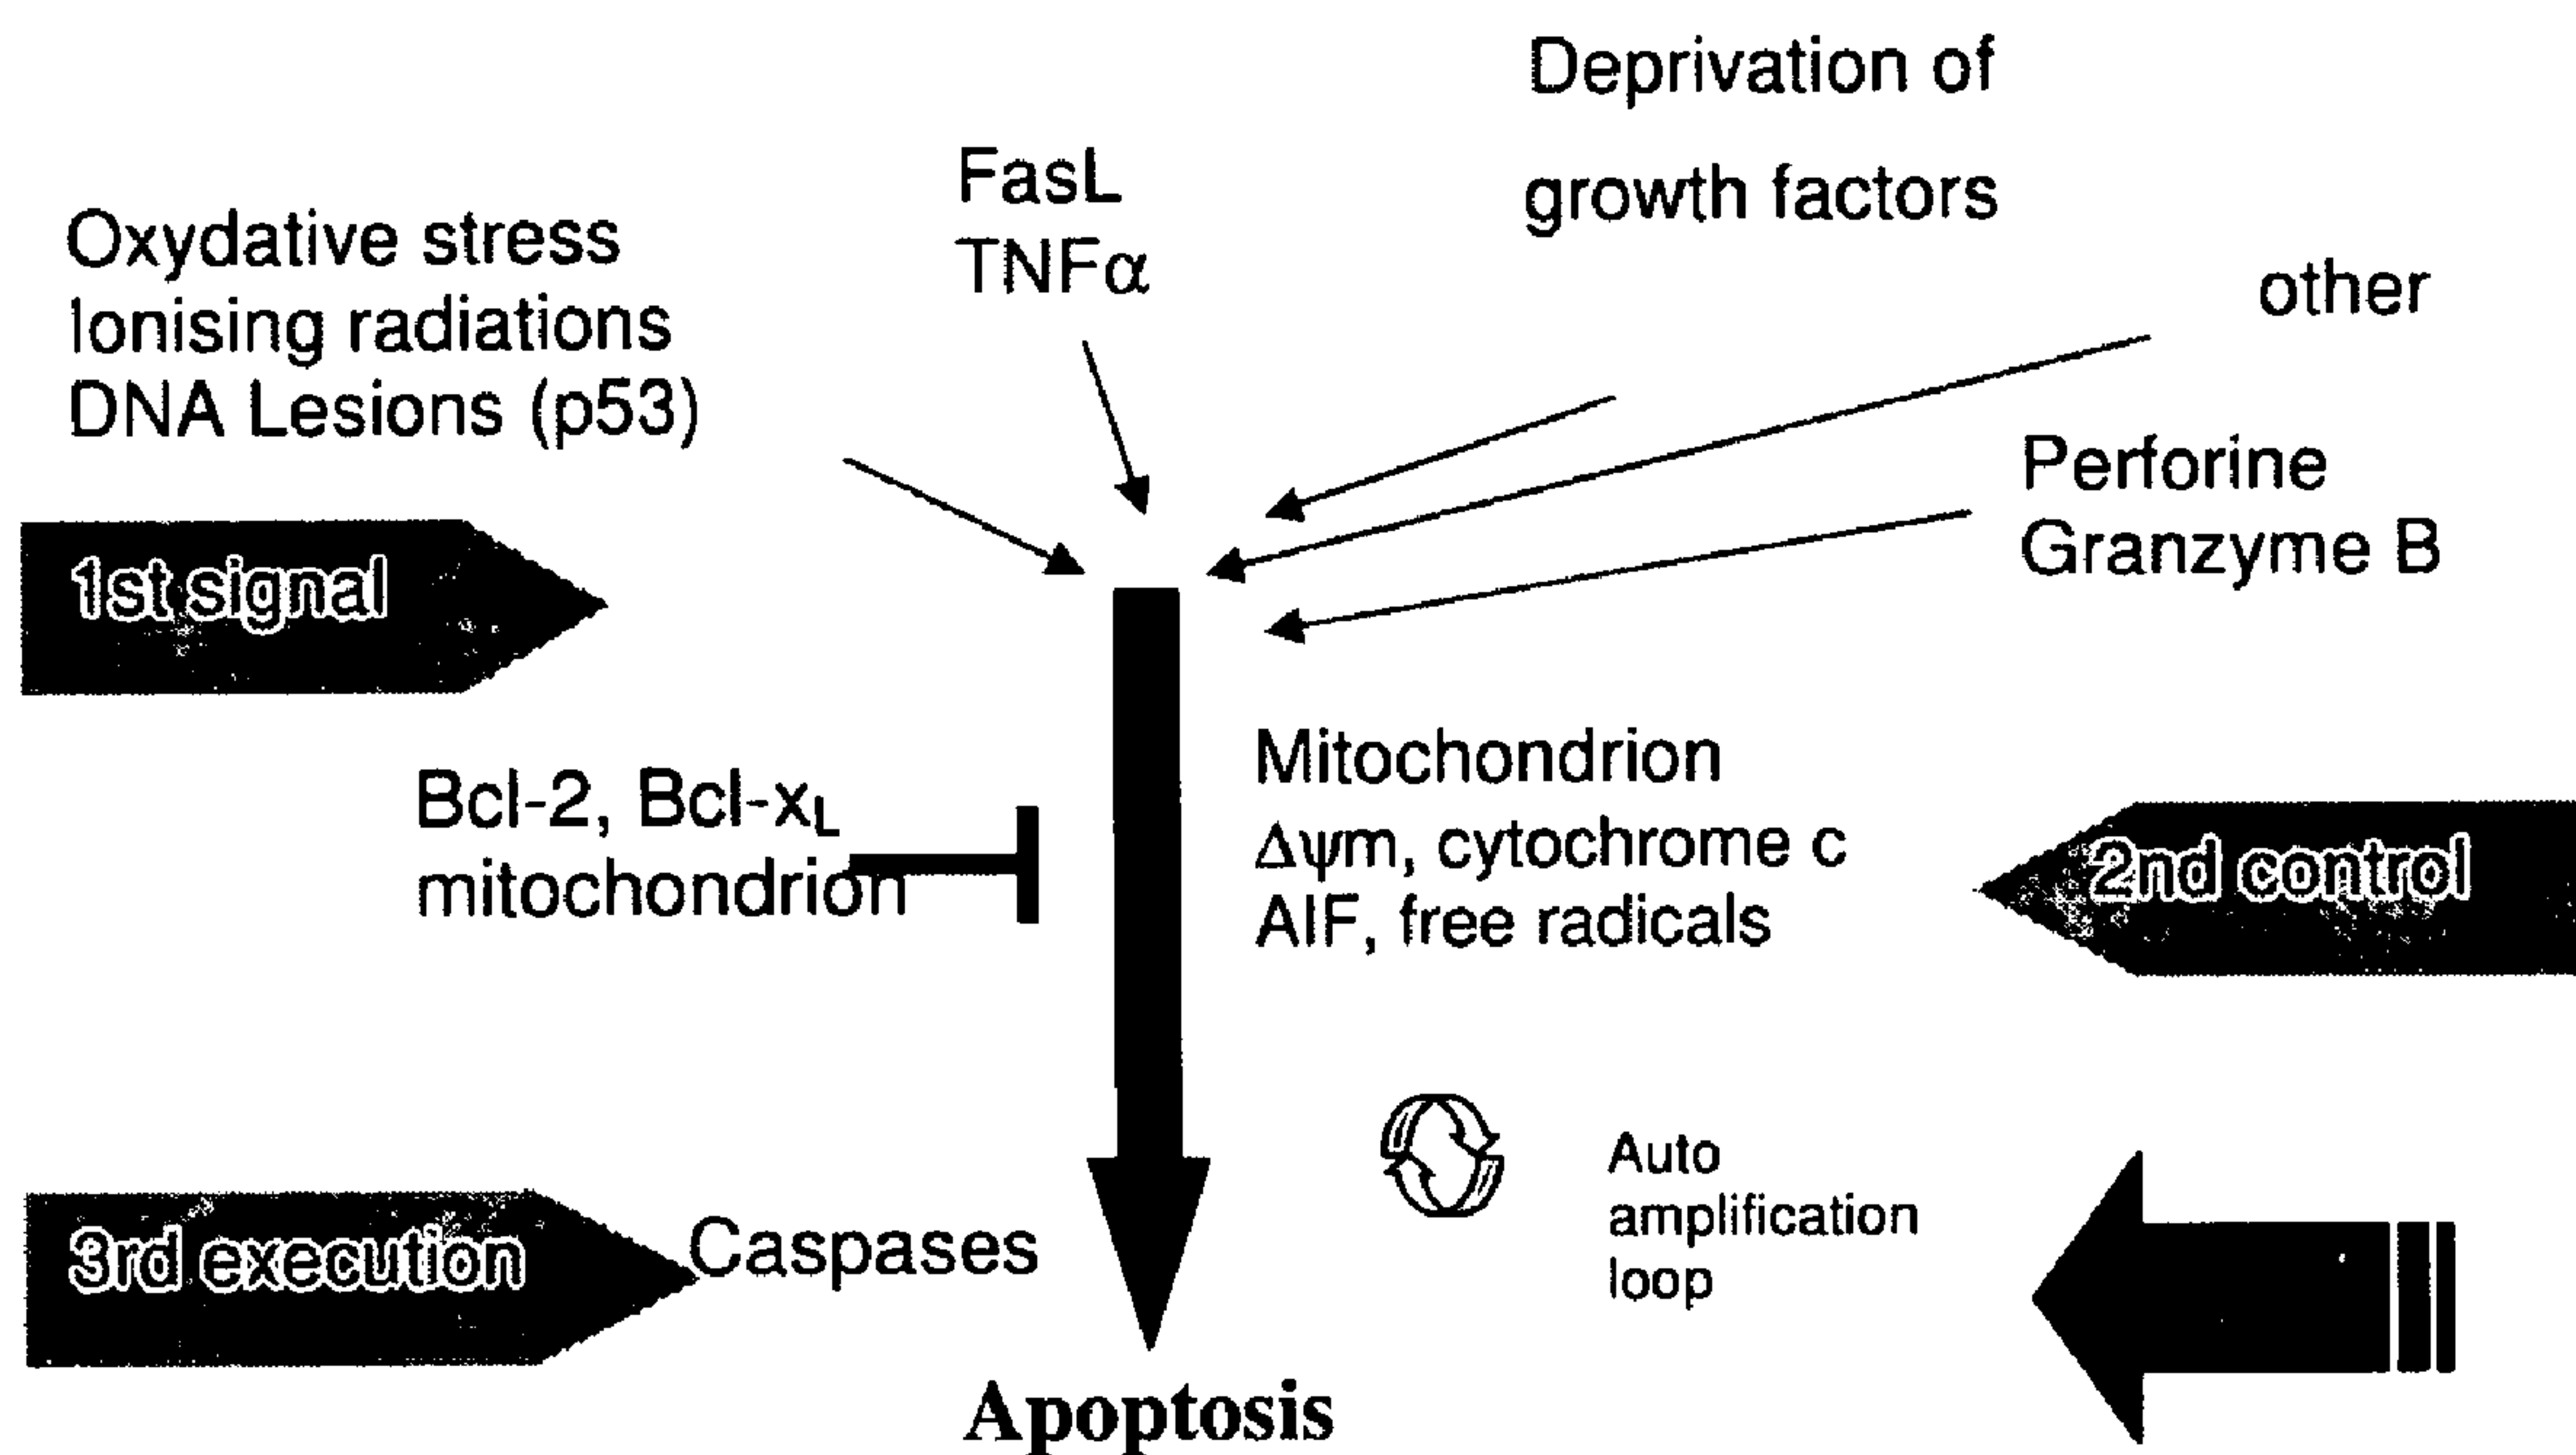 Deprivation of
growth factors
FasL
TNFα
Oxydative stress
Ionising radiations
DNA Lesions (p53)
other
Perforine
Granzyme B
1st signal
Bcl-2, Bcl-xL
mitochondrion
Mitochondrion
Δψm, cytochrome c
AIF, free radicals
2nd control
3rd execution
Caspases
Auto
amplification
loop
Apoptosis